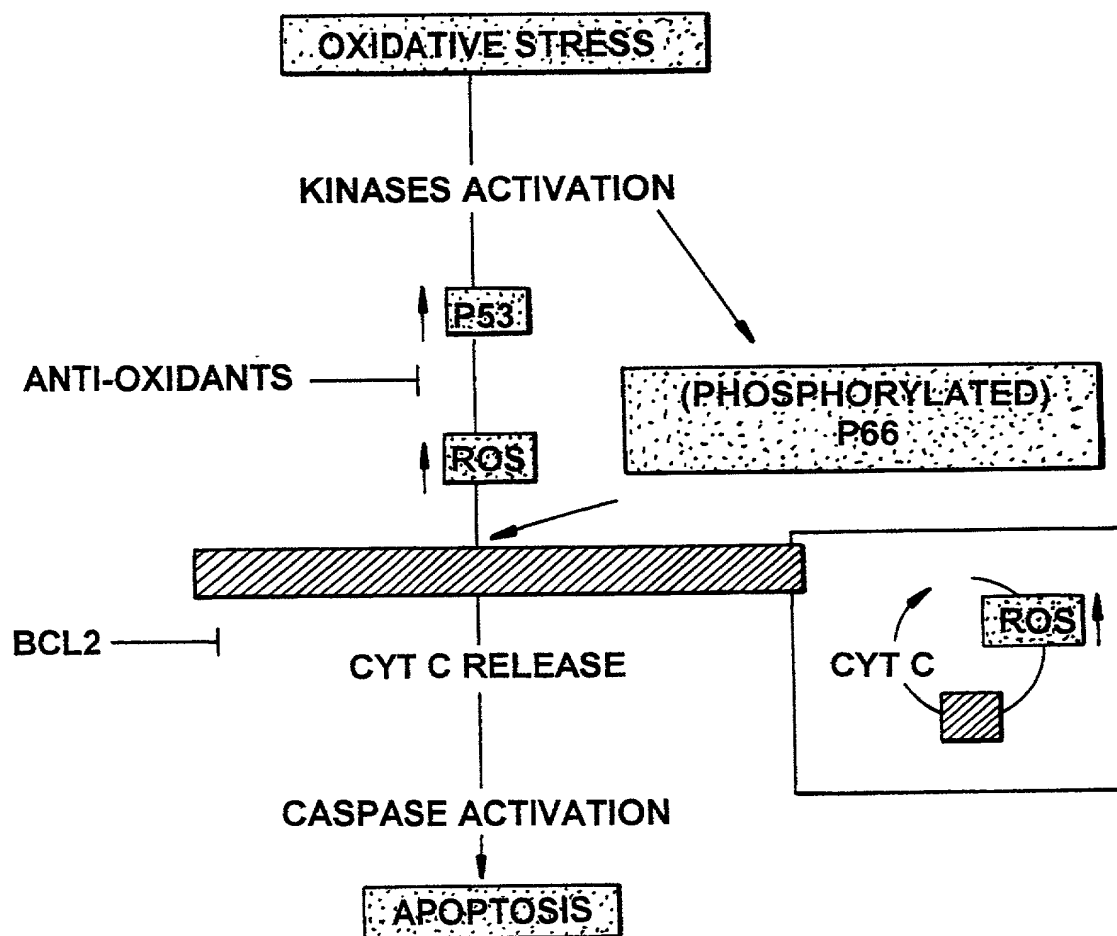 OXIDATIVE STRESS
KINASES ACTIVATION
P53
ANTI-OXIDANTS
(PHOSPHORYLATED)
P66
ROS
ROS
BCL2
CYT C RELEASE
CYT C
CASPASE ACTIVATION
APOPTOSIS